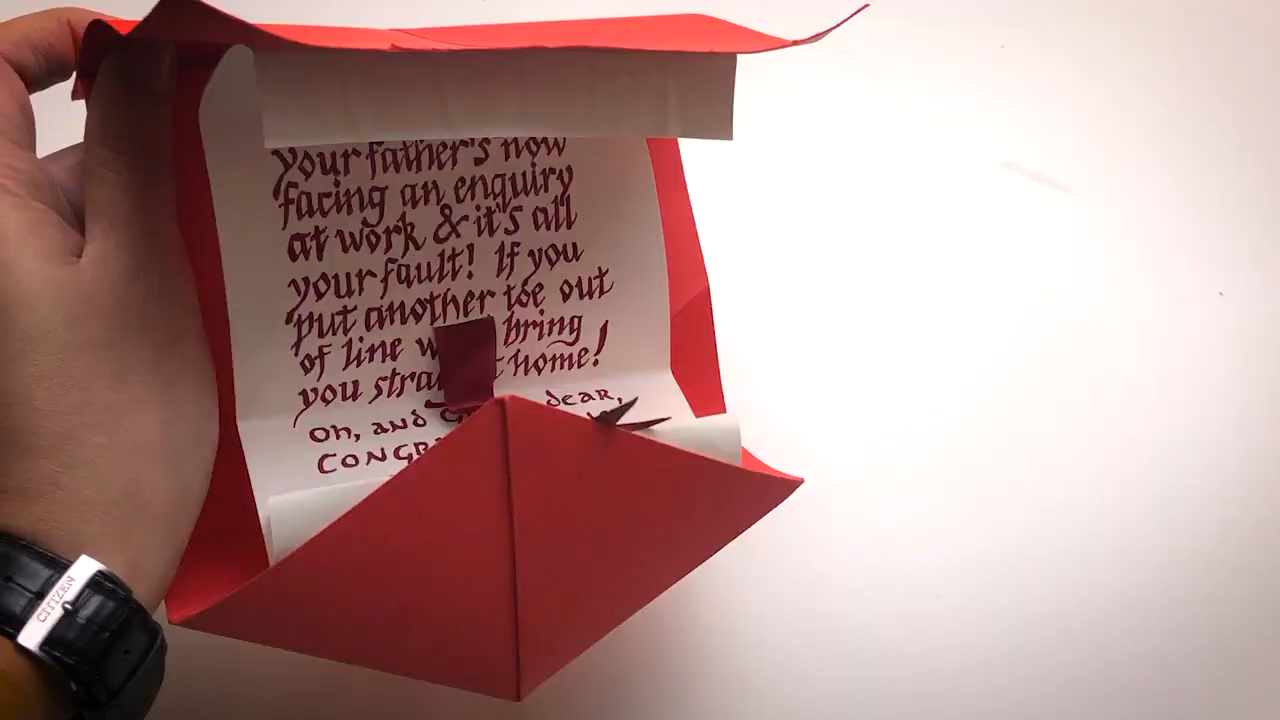 your father's now
facing an enquiry
at work & it's all
your fault! If you
put another toe out
of line bring
you home!
Oh, and dear,
CITIZEN